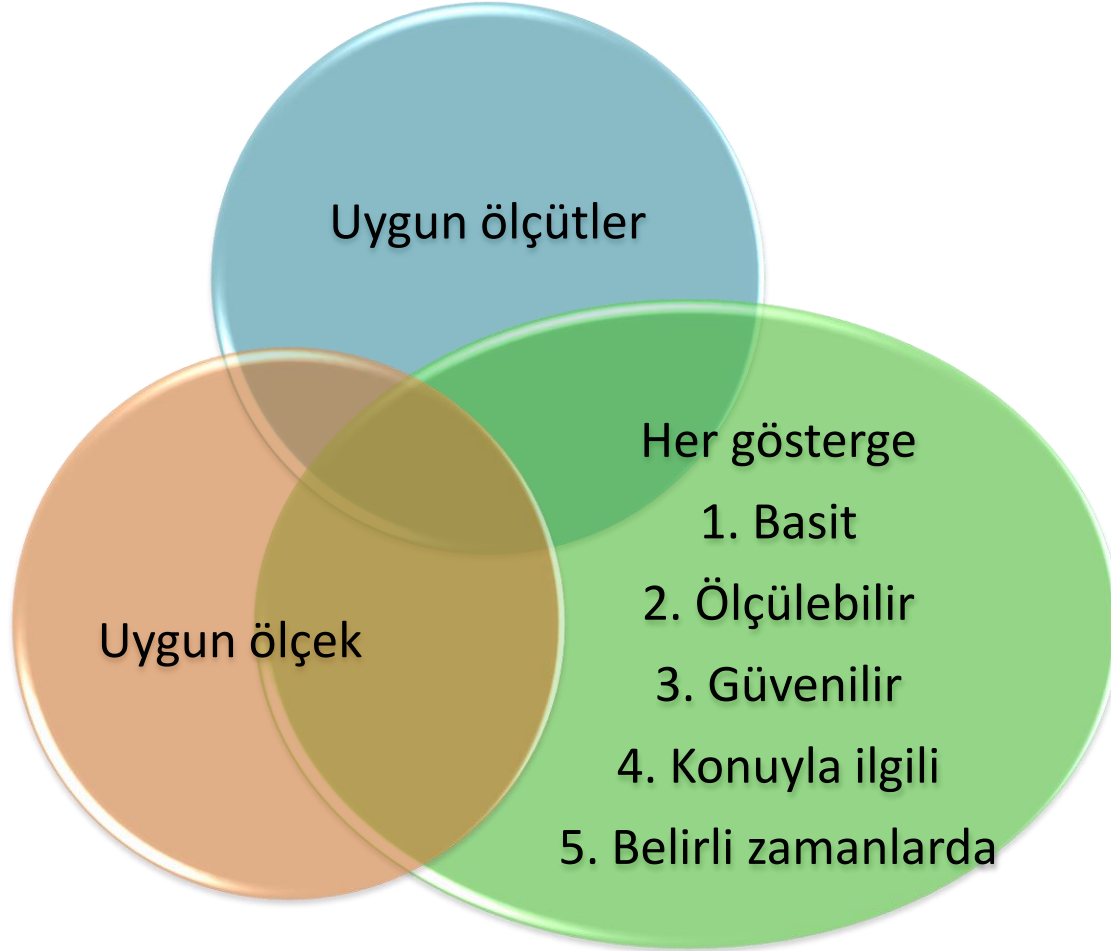 Uygun ölçütler
Her gösterge
1. Basit
2. Ölçülebilir
3. Güvenilir
4. Konuyla ilgili
5. Belirli zamanlarda
Uygun ölçek